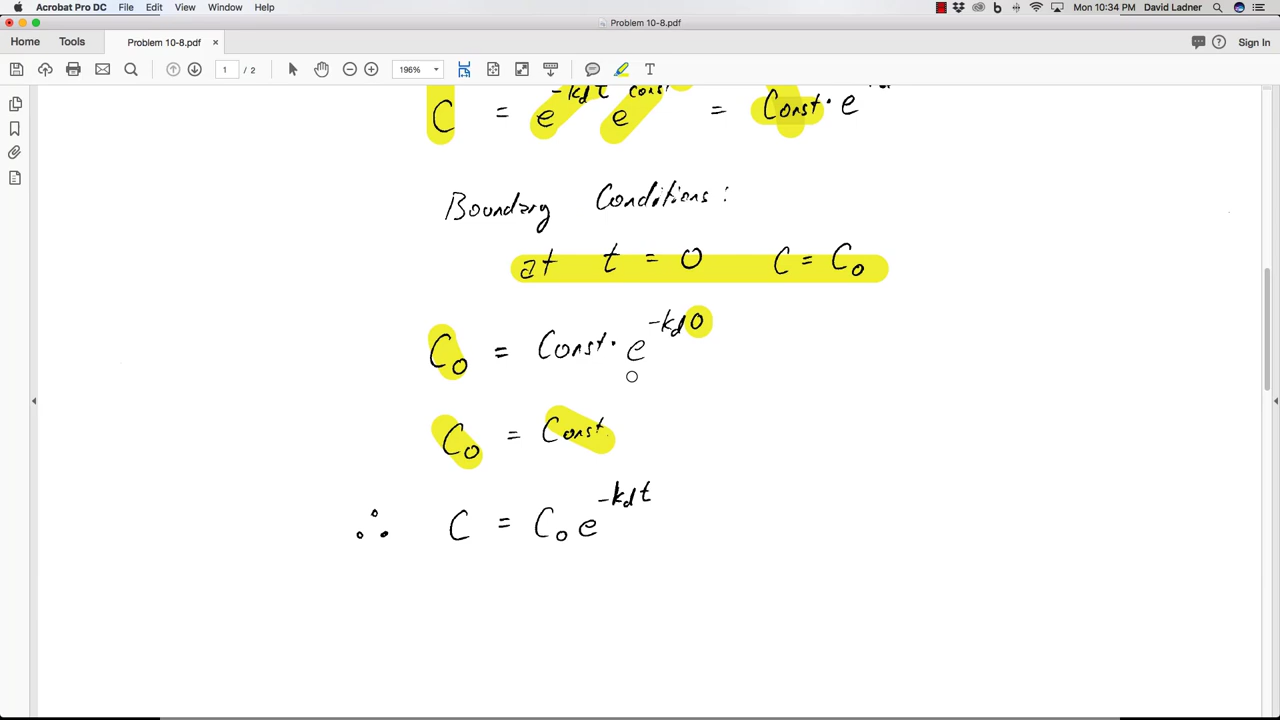 Acrobat Pro DC File Edit View Window Help 10:34 PM David Ladner
Problem 10-8.pdf
Home Tools Problem 10-8.pdf × Sign In
1 / 2 196%
C = e^-kdt e^const = Const · e
Boundary Conditions:
at t = 0 C = C₀
C₀ = Const · e^-kd0
C₀ = Const.
∴ C = C₀ e^-kdt